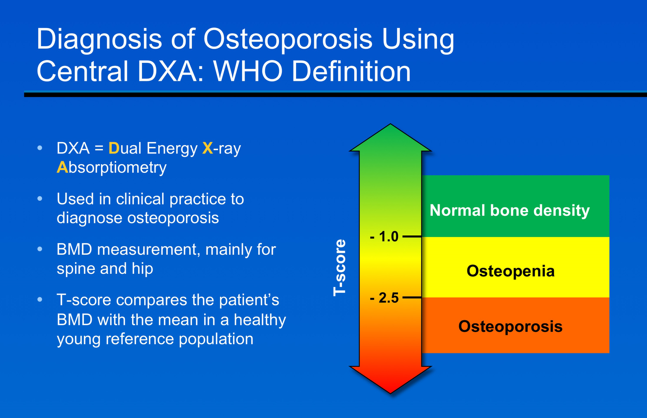 Diagnosis of Osteoporosis Using
Central DXA: WHO Definition
• DXA = Dual Energy X-ray
Absorptiometry
• Used in clinical practice to
diagnose osteoporosis
• BMD measurement, mainly for
spine and hip
• T-score compares the patient’s
BMD with the mean in a healthy
young reference population
T-score
- 1.0
- 2.5
Normal bone density
Osteopenia
Osteoporosis